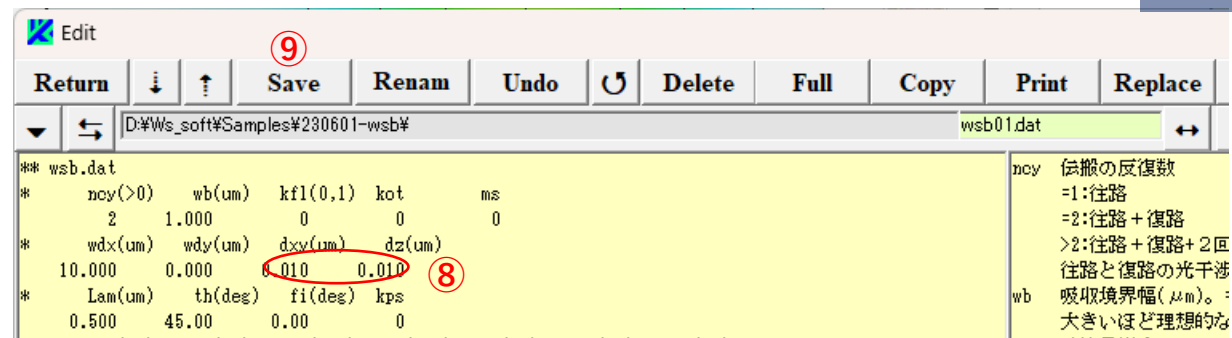 Edit
⑨
Return ↓ ↑ Save Renam Undo ↺ Delete Full Copy Print Replace
D:¥Ws_soft¥Samples¥230601-wsb¥ wsb01.dat
** wsb.dat
* ncy(>0) wb(um) kfl(0,1) kot ms
2 1.000 0 0 0
* wdx(um) wdy(um) dxy(um) dz(um)
10.000 0.000 0.010 0.010 ⑧
* Lam(um) th(deg) fi(deg) kps
0.500 45.00 0.00 0
ncy 伝搬の反復数
=1:往路
=2:往路+復路
>2:往路+復路+2回
往路と復路の光干渉
wb 吸収境界幅(μm)。=
大きいほど理想的な